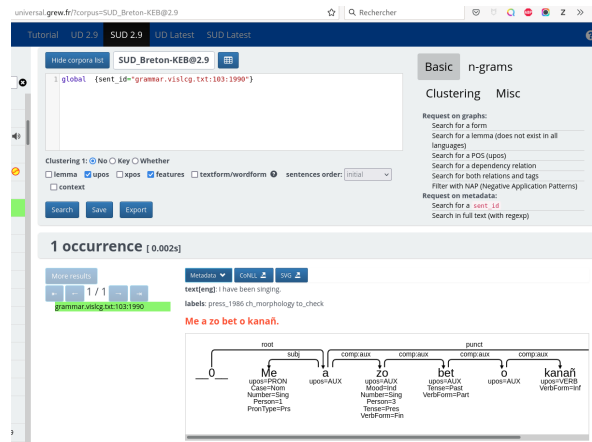 universal.grew.fr/?corpus=SUD_Breton-KEB@2.9
Rechercher
Tutorial UD 2.9 SUD 2.9 UD Latest SUD Latest
Hide corpora list SUD_Breton-KEB@2.9
1 global {sent_id="grammar.vislcg.txt:103:1990"}
Clustering 1: No Key Whether
lemma upos xpos features textform/wordform sentences order: initial
context
Search Save Export
Basic n-grams
Clustering Misc
Request on graphs:
Search for a form
Search for a lemma (does not exist in all
languages)
Search for a POS (upos)
Search for a dependency relation
Search for both relations and tags
Filter with NAP (Negative Application Patterns)
Request on metadata:
Search for a sent_id
Search in full text (with regexp)
1 occurrence [ 0.002s]
More results
1 / 1
grammar.vislcg.txt:103:1990
Metadata CoNLL SVG
text[eng]: I have been singing.
labels: press_1986 ch_morphology to_check
Me a zo bet o kanañ.
root punct
subj comp:aux comp:aux comp:aux comp:aux
__0__ Me a zo bet o kanañ
upos=PRON upos=AUX upos=AUX upos=AUX upos=AUX upos=VERB
Case=Nom Mood=Ind Tense=Past VerbForm=Inf
Number=Sing Number=Sing VerbForm=Part
Person=1 Person=3
PronType=Prs Tense=Pres
VerbForm=Fin